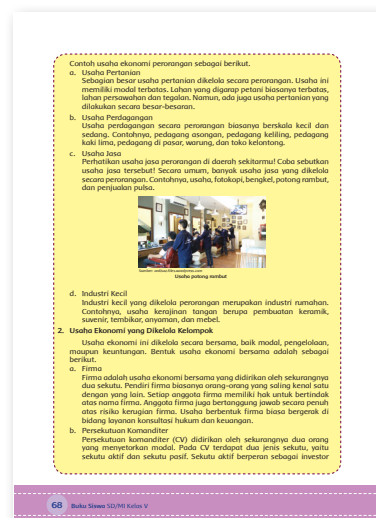 Contoh usaha ekonomi perorangan sebagai berikut.
a. Usaha Pertanian
Sebagian besar usaha pertanian dikelola secara perorangan. Usaha ini
memiliki modal terbatas. Lahan yang digarap petani biasanya terbatas,
lahan persawahan dan tegalan. Namun, ada juga usaha pertanian yang
dilakukan secara besar-besaran.
b. Usaha Perdagangan
Usaha perdagangan secara perorangan biasanya berskala kecil dan
sedang. Contohnya, pedagang asongan, pedagang keliling, pedagang
kaki lima, pedagang di pasar, warung, dan toko kelontong.
c. Usaha Jasa
Perhatikan usaha jasa perorangan di daerah sekitarmu! Coba sebutkan
usaha jasa tersebut! Secara umum, banyak usaha jasa yang dikelola
secara perorangan. Contohnya, usaha, fotokopi, bengkel, potong rambut,
dan penjualan pulsa.
Usaha potong rambut
d. Industri Kecil
Industri kecil yang dikelola perorangan merupakan industri rumahan.
Contohnya, usaha kerajinan tangan berupa pembuatan keramik,
suvenir, tembikar, anyaman, dan mebel.
2. Usaha Ekonomi yang Dikelola Kelompok
Usaha ekonomi ini dikelola secara bersama, baik modal, pengelolaan,
maupun keuntungan. Bentuk usaha ekonomi bersama adalah sebagai
berikut.
a. Firma
Firma adalah usaha ekonomi bersama yang didirikan oleh sekurangnya
dua sekutu. Pendiri firma biasanya orang-orang yang saling kenal satu
dengan yang lain. Setiap anggota firma memiliki hak untuk bertindak
atas nama firma. Anggota firma juga bertanggung jawab secara penuh
atas risiko kerugian firma. Usaha berbentuk firma biasa bergerak di
bidang layanan konsultasi hukum dan keuangan.
b. Persekutuan Komanditer
Persekutuan komanditer (CV) didirikan oleh sekurangnya dua orang
yang menyetorkan modal. Pada CV terdapat dua jenis sekutu, yaitu
sekutu aktif dan sekutu pasif. Sekutu aktif berperan sebagai investor
68 Buku Siswa SD/MI Kelas V